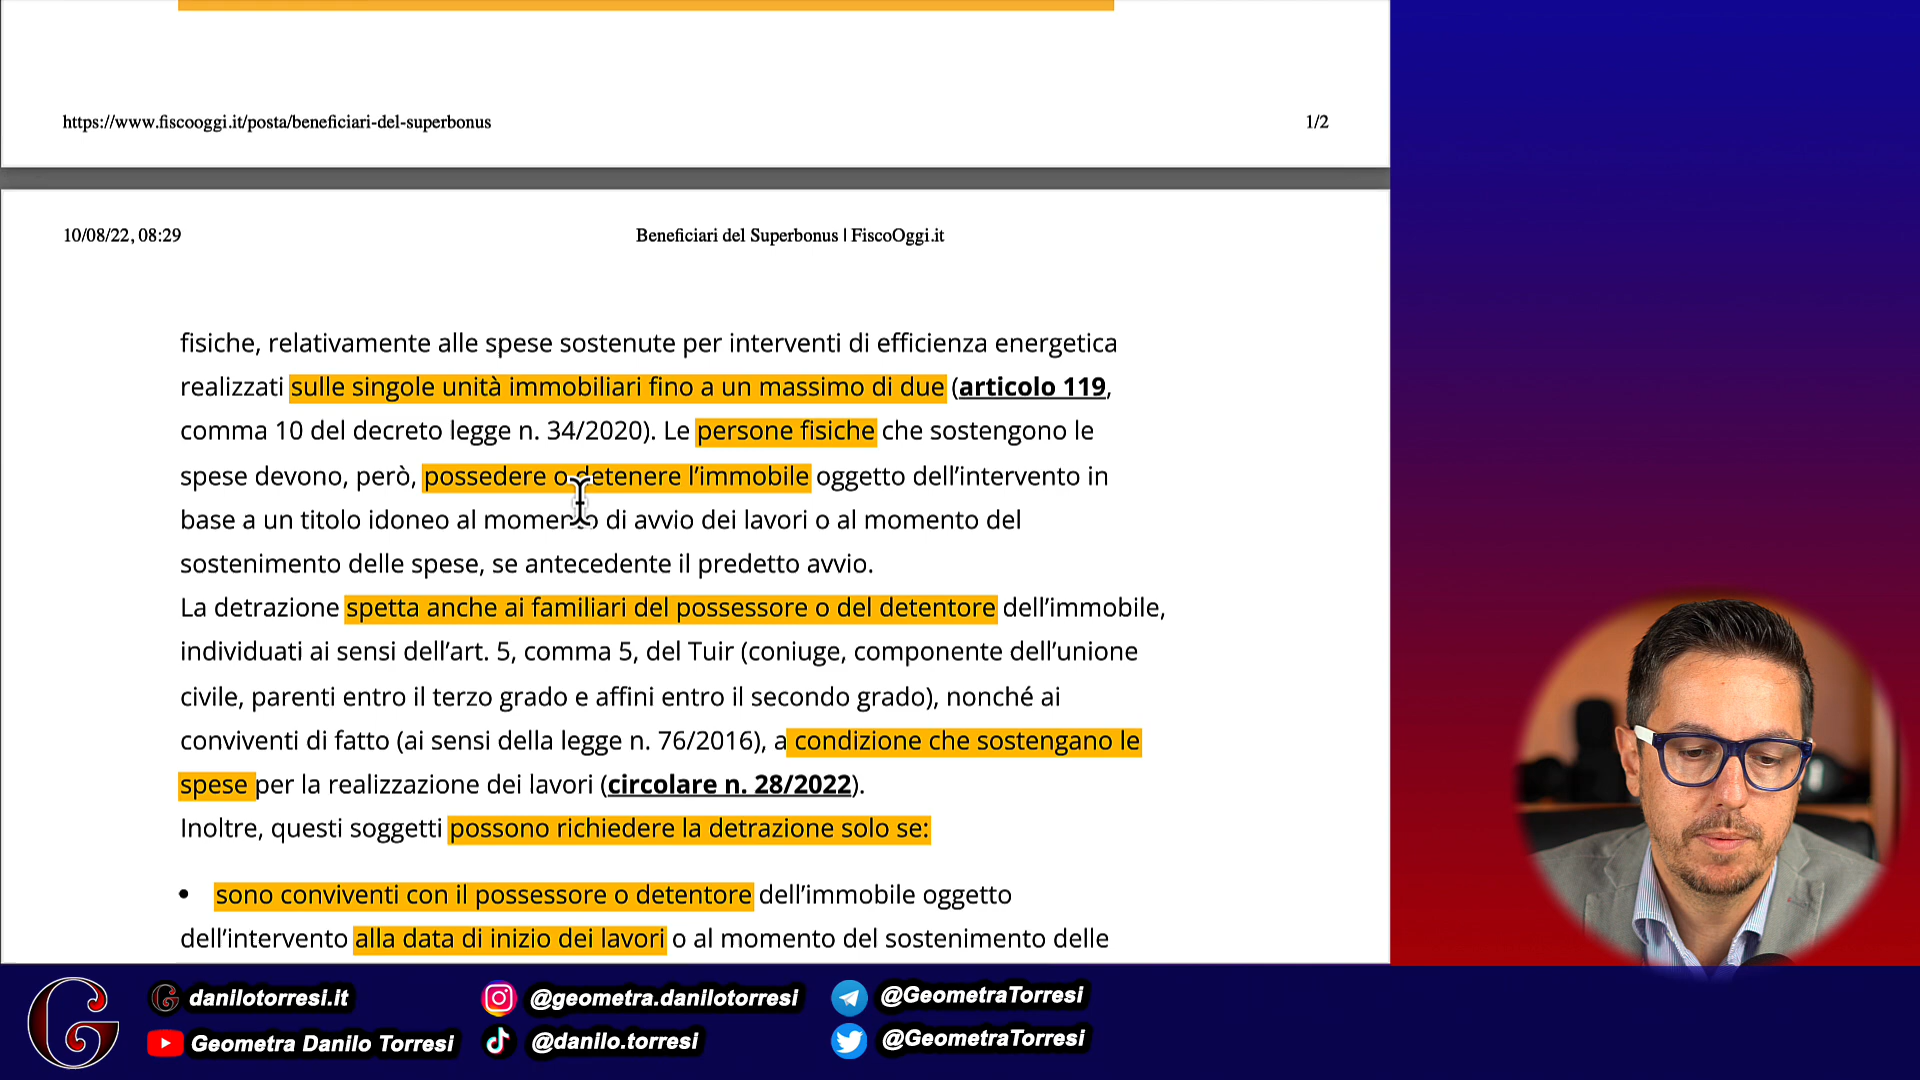 https://www.fiscooggi.it/posta/beneficiari-del-superbonus 1/2
10/08/22, 08:29 Beneficiari del Superbonus | FiscoOggi.it
fisiche, relativamente alle spese sostenute per interventi di efficienza energetica
realizzati sulle singole unità immobiliari fino a un massimo di due (articolo 119,
comma 10 del decreto legge n. 34/2020). Le persone fisiche che sostengono le
spese devono, però, possedere o detenere l’immobile oggetto dell’intervento in
base a un titolo idoneo al momento di avvio dei lavori o al momento del
sostenimento delle spese, se antecedente il predetto avvio.
La detrazione spetta anche ai familiari del possessore o del detentore dell’immobile,
individuati ai sensi dell’art. 5, comma 5, del Tuir (coniuge, componente dell’unione
civile, parenti entro il terzo grado e affini entro il secondo grado), nonché ai
conviventi di fatto (ai sensi della legge n. 76/2016), a condizione che sostengano le
spese per la realizzazione dei lavori (circolare n. 28/2022).
Inoltre, questi soggetti possono richiedere la detrazione solo se:
• sono conviventi con il possessore o detentore dell’immobile oggetto
dell’intervento alla data di inizio dei lavori o al momento del sostenimento delle
danilotorresi.it @geometra.danilotorresi @GeometraTorresi
Geometra Danilo Torresi @danilo.torresi @GeometraTorresi